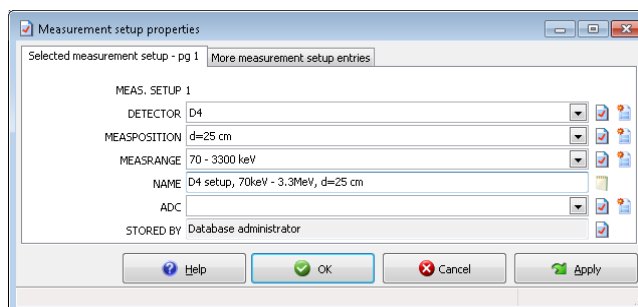 Measurement setup properties
Selected measurement setup - pg 1 More measurement setup entries
MEAS. SETUP 1
DETECTOR D4
MEASPOSITION d=25 cm
MEASRANGE 70 - 3300 keV
NAME D4 setup, 70keV - 3.3MeV, d=25 cm
ADC
STORED BY Database administrator
Help OK Cancel Apply